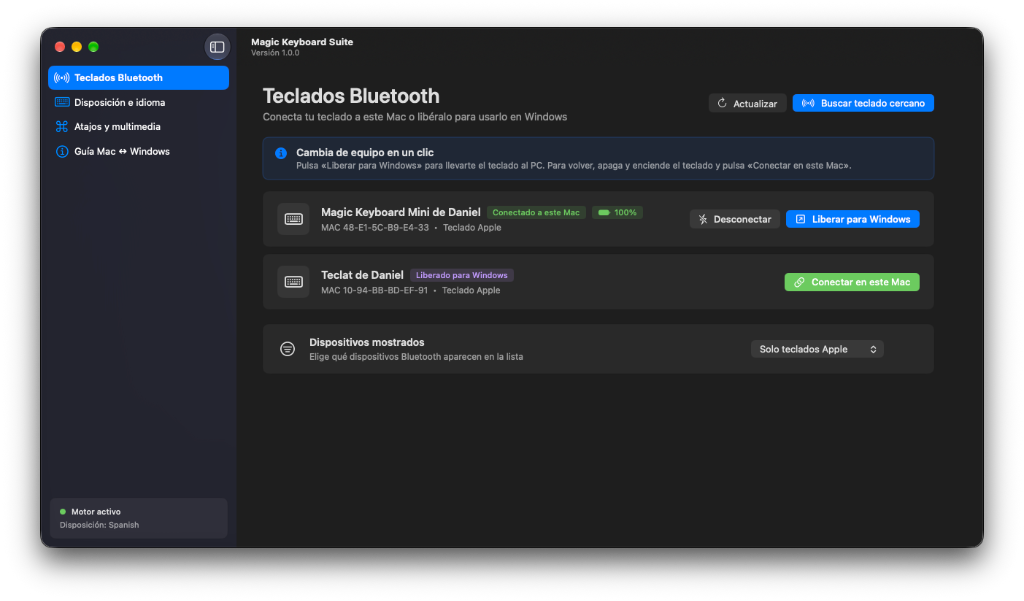 Magic Keyboard Suite
Versión 1.0.0
Teclados Bluetooth
Disposición e idioma
Atajos y multimedia
Guía Mac ↔ Windows
Motor activo
Disposición: Spanish
Teclados Bluetooth
Conecta tu teclado a este Mac o libéralo para usarlo en Windows
Actualizar
Buscar teclado cercano
Cambia de equipo en un clic
Pulsa «Liberar para Windows» para llevarte el teclado al PC. Para volver, apaga y enciende el teclado y pulsa «Conectar en este Mac».
Magic Keyboard Mini de Daniel Conectado a este Mac 100%
MAC 48-E1-5C-B9-E4-33 • Teclado Apple
Desconectar
Liberar para Windows
Teclat de Daniel Liberado para Windows
MAC 10-94-BB-BD-EF-91 • Teclado Apple
Conectar en este Mac
Dispositivos mostrados
Elige qué dispositivos Bluetooth aparecen en la lista
Solo teclados Apple